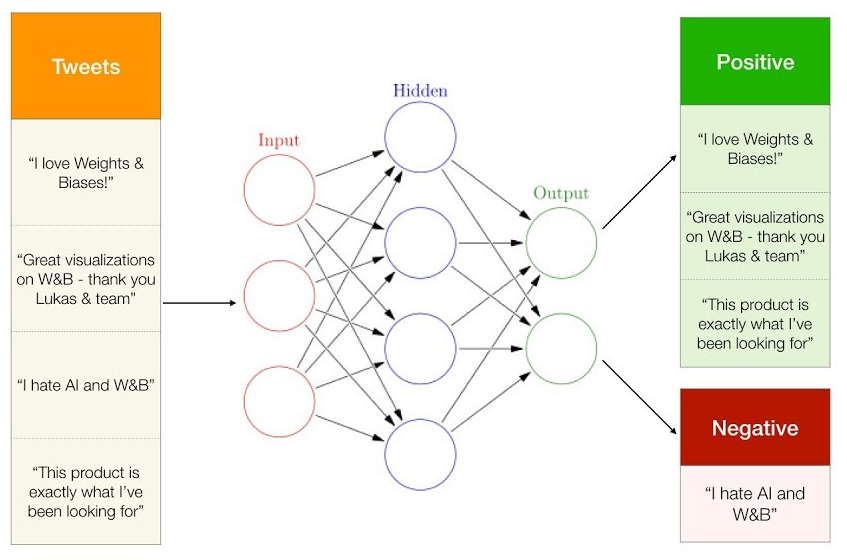 Tweets
“I love Weights &
Biases!”
“Great visualizations
on W&B - thank you
Lukas & team”
“I hate AI and W&B”
“This product is
exactly what I’ve
been looking for”
Input
Hidden
Output
Positive
“I love Weights &
Biases!”
“Great visualizations
on W&B - thank you
Lukas & team”
“This product is
exactly what I’ve
been looking for”
Negative
“I hate AI and
W&B”